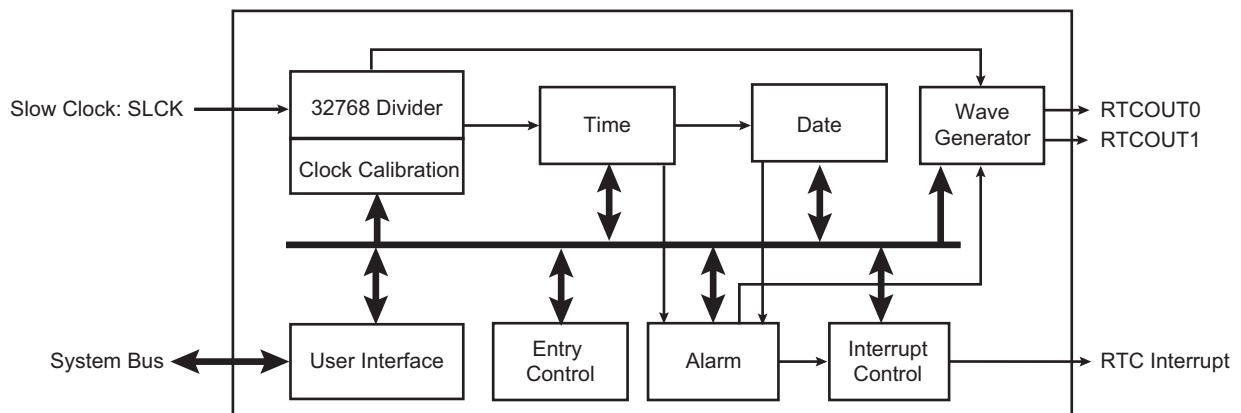 Slow Clock: SLCK
32768 Divider
Clock Calibration
Time
Date
Wave
Generator
RTCOUT0
RTCOUT1
System Bus
User Interface
Entry
Control
Alarm
Interrupt
Control
RTC Interrupt